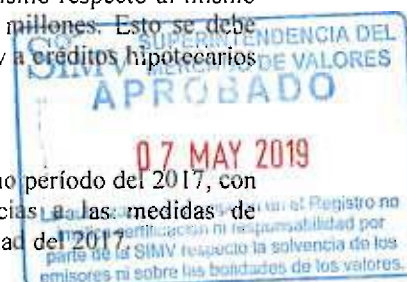 mismo respecto al mismo
millones. Esto se debe
y a créditos hipotecarios
SIMV SUPERINTENDENCIA DEL
MERCADO DE VALORES
APROBADO
07 MAY 2019
no período del 2017, con
cias a las medidas de
ad del 2017.
en el Registro no
certificación ni responsabilidad por
parte de la SIMV respecto la solvencia de los
emisores ni sobre las bondades de los valores.